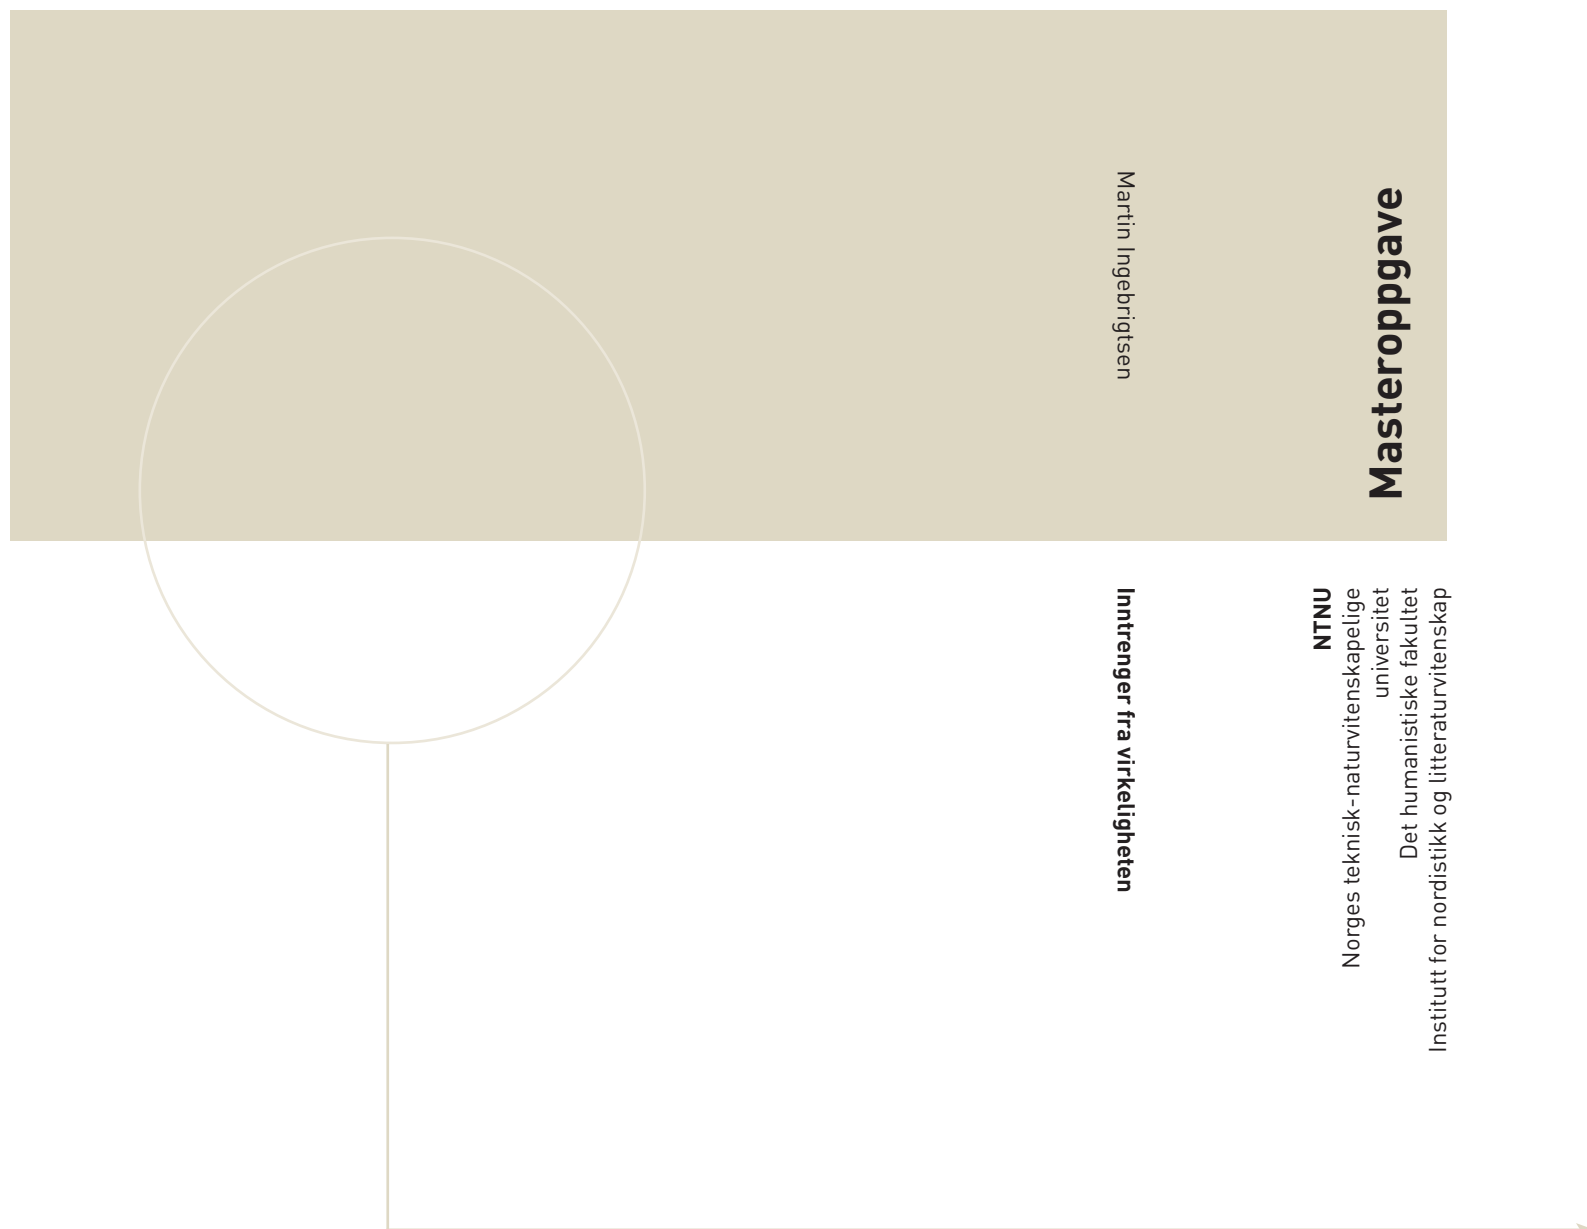 Masteroppgave
NTNU
Norges teknisk-naturvitenskapelige
universitet
Det humanistiske fakultet
Institutt for nordistikk og litteraturvitenskap
Martin Ingebrigtsen
Inntrenger fra virkeligheten